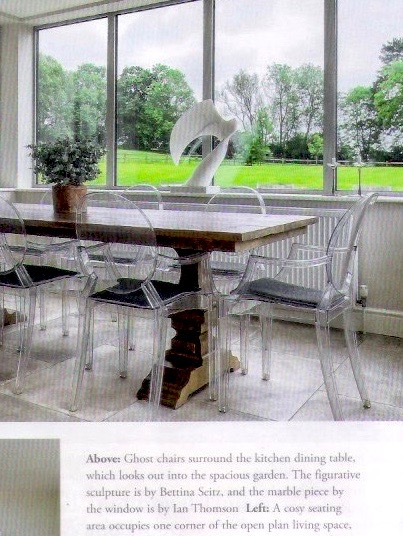 Above: Ghost chairs surround the kitchen dining table,
which looks out into the spacious garden. The figurative
sculpture is by Bettina Seitz, and the marble piece by
the window is by Ian Thomson Left: A cosy seating
area occupies one corner of the open plan living space,